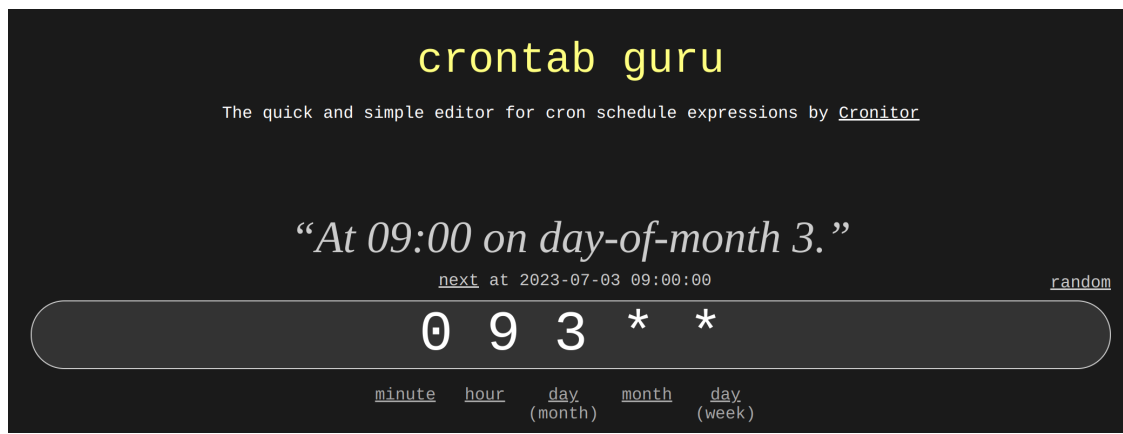 crontab guru
The quick and simple editor for cron schedule expressions by Cronitor
“At 09:00 on day-of-month 3.”
next at 2023-07-03 09:00:00
random
0 9 3 * *
minute hour day month day
(month) (week)